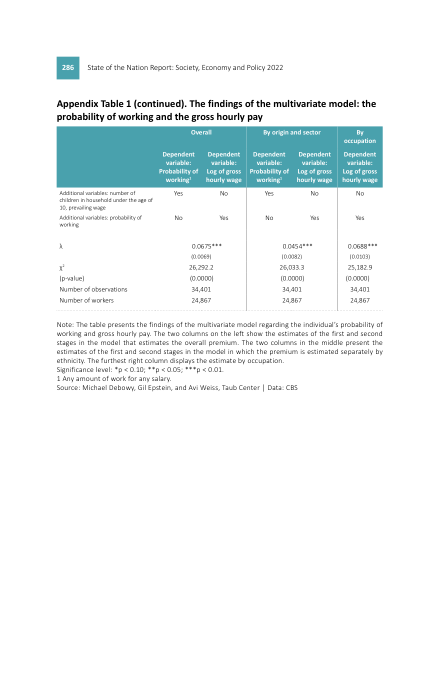 286 State of the Nation Report: Society, Economy and Policy 2022
Appendix Table 1 (continued). The findings of the multivariate model: the
probability of working and the gross hourly pay
Overall By origin and sector By
occupation
Dependent Dependent Dependent Dependent Dependent
variable: variable: variable: variable: variable:
Probability of Log of gross Probability of Log of gross Log of gross
working¹ hourly wage working¹ hourly wage hourly wage
Additional variables: number of Yes No Yes No No
children in household under the age of
10, prevailing wage
Additional variables: probability of No Yes No Yes Yes
working
λ 0.0675*** 0.0454*** 0.0688***
(0.0069) (0.0082) (0.0103)
χ² 26,292.2 26,033.3 25,182.9
(p-value) (0.0000) (0.0000) (0.0000)
Number of observations 34,401 34,401 34,401
Number of workers 24,867 24,867 24,867
Note: The table presents the findings of the multivariate model regarding the individual's probability of
working and gross hourly pay. The two columns on the left show the estimates of the first and second
stages in the model that estimates the overall premium. The two columns in the middle present the
estimates of the first and second stages in the model in which the premium is estimated separately by
ethnicity. The furthest right column displays the estimate by occupation.
Significance level: *p < 0.10; **p < 0.05; ***p < 0.01.
1 Any amount of work for any salary.
Source: Michael Debowy, Gil Epstein, and Avi Weiss, Taub Center | Data: CBS